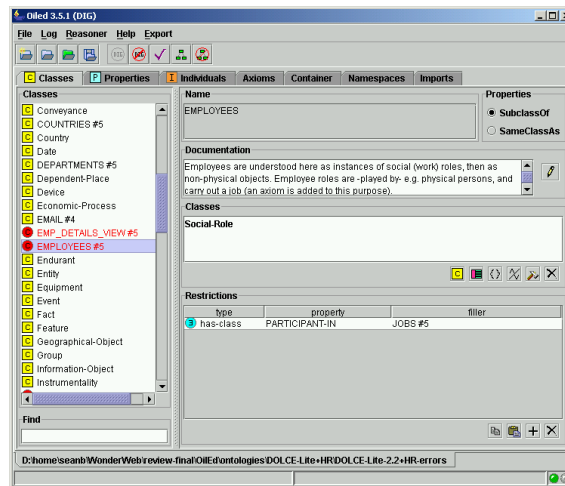 Oiled 3.5.1 (DIG)
File Log Reasoner Help Export
C Classes P Properties I Individuals Axioms Container Namespaces Imports
Classes
C Conveyance
C COUNTRIES #5
C Country
C Date
C DEPARTMENTS #5
C Dependent-Place
C Device
C Economic-Process
C EMAIL #4
C EMP_DETAILS_VIEW #5
C EMPLOYEES #5
C Endurant
C Entity
C Equipment
C Event
C Fact
C Feature
C Geographical-Object
C Group
C Information-Object
C Instrumentality
Find
Name
EMPLOYEES
Properties
SubclassOf
SameClassAs
Documentation
Employees are understood here as instances of social (work) roles, then as
non-physical objects. Employee roles are -played by- e.g. physical persons, and
carry out a job (an axiom is added to this purpose).
Classes
Social-Role
C
Restrictions
type property filler
has-class PARTICIPANT-IN JOBS #5
D:\home\seanb\WonderWeb\review-final\OilEd\ontologies\DOLCE-Lite+HR\DOLCE-Lite-2.2+HR-errors